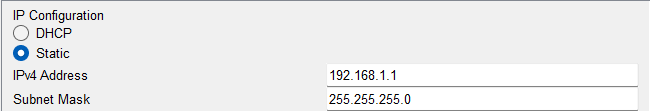 IP Configuration
DHCP
Static
IPv4 Address 192.168.1.1
Subnet Mask 255.255.255.0